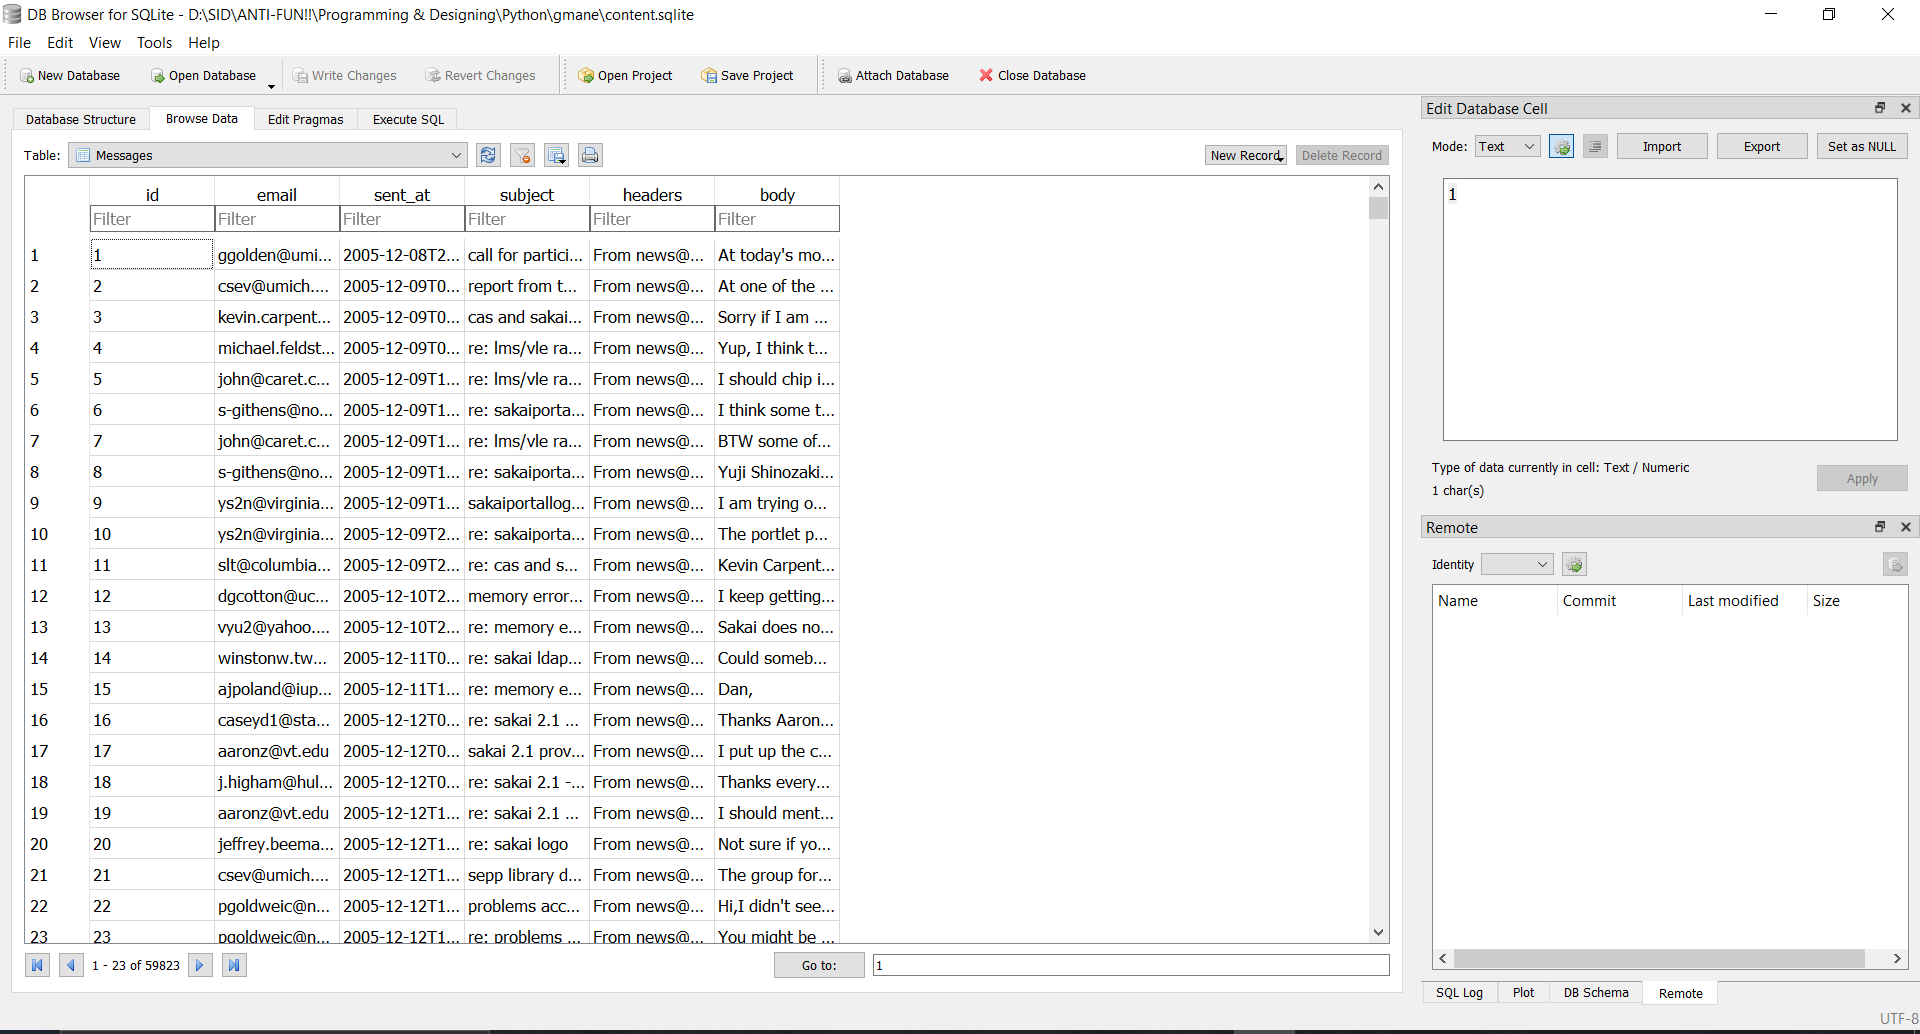 DB Browser for SQLite - D:\SID\ANTI-FUN!!\Programming & Designing\Python\gmane\content.sqlite
File Edit View Tools Help
New Database Open Database Write Changes Revert Changes Open Project Save Project Attach Database Close Database
Database Structure Browse Data Edit Pragmas Execute SQL
Table: Messages New Record Delete Record
id email sent_at subject headers body
Filter Filter Filter Filter Filter Filter
1 1 ggolden@umi... 2005-12-08T2... call for partici... From news@... At today's mo...
2 2 csev@umich.... 2005-12-09T0... report from t... From news@... At one of the ...
3 3 kevin.carpent... 2005-12-09T0... cas and sakai... From news@... Sorry if I am ...
4 4 michael.feldst... 2005-12-09T0... re: lms/vle ra... From news@... Yup, I think t...
5 5 john@caret.c... 2005-12-09T1... re: lms/vle ra... From news@... I should chip i...
6 6 s-githens@no... 2005-12-09T1... re: sakaiporta... From news@... I think some t...
7 7 john@caret.c... 2005-12-09T1... re: lms/vle ra... From news@... BTW some of...
8 8 s-githens@no... 2005-12-09T1... re: sakaiporta... From news@... Yuji Shinozaki...
9 9 ys2n@virginia... 2005-12-09T1... sakaiportallog... From news@... I am trying o...
10 10 ys2n@virginia... 2005-12-09T2... re: sakaiporta... From news@... The portlet p...
11 11 slt@columbia... 2005-12-09T2... re: cas and s... From news@... Kevin Carpent...
12 12 dgcotton@uc... 2005-12-10T2... memory error... From news@... I keep getting...
13 13 vyu2@yahoo.... 2005-12-10T2... re: memory e... From news@... Sakai does no...
14 14 winstonw.tw... 2005-12-11T0... re: sakai ldap... From news@... Could someb...
15 15 ajpoland@iup... 2005-12-11T1... re: memory e... From news@... Dan,
16 16 caseyd1@sta... 2005-12-12T0... re: sakai 2.1 ... From news@... Thanks Aaron...
17 17 aaronz@vt.edu 2005-12-12T0... sakai 2.1 prov... From news@... I put up the c...
18 18 j.higham@hul... 2005-12-12T0... re: sakai 2.1 -... From news@... Thanks every...
19 19 aaronz@vt.edu 2005-12-12T1... re: sakai 2.1 ... From news@... I should ment...
20 20 jeffrey.beema... 2005-12-12T1... re: sakai logo From news@... Not sure if yo...
21 21 csev@umich.... 2005-12-12T1... sepp library d... From news@... The group for...
22 22 pgoldweic@n... 2005-12-12T1... problems acc... From news@... Hi,I didn't see...
23 23 pgoldweic@n... 2005-12-12T1... re: problems ... From news@... You might be ...
1 - 23 of 59823 Go to: 1
Edit Database Cell
Mode: Text Import Export Set as NULL
1
Type of data currently in cell: Text / Numeric
1 char(s)
Apply
Remote
Identity
Name Commit Last modified Size
SQL Log Plot DB Schema Remote
UTF-8